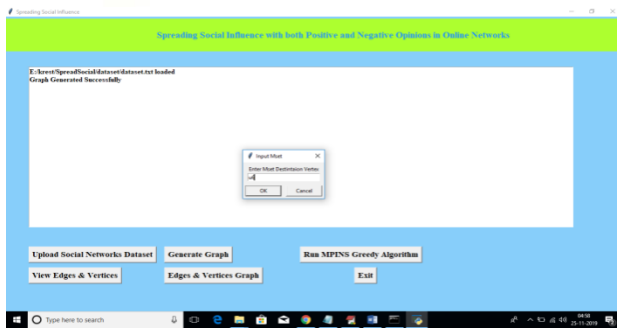 Spreading Social Influence
Spreading Social Influence with both Positive and Negative Opinions in Online Networks
E:/krest/SpreadSocial/dataset/dataset.txt loaded
Graph Generated Successfully
Input Mset
Enter Mset Destintaion Vertex
OK Cancel
Upload Social Networks Dataset Generate Graph Run MPINS Greedy Algorithm
View Edges & Vertices Edges & Vertices Graph Exit
Type here to search
04:58
25-11-2019